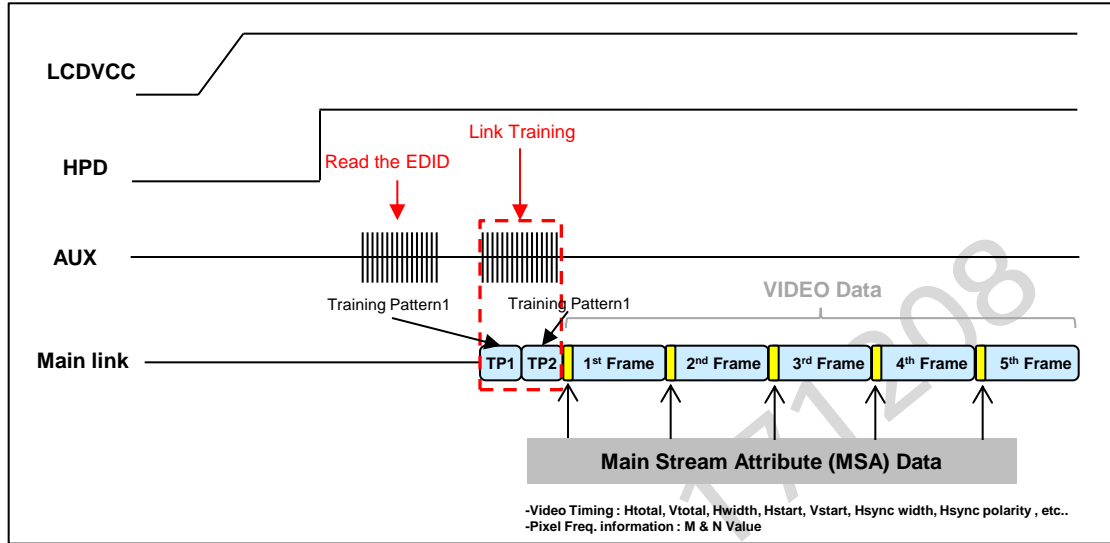 LCDVCC
Link Training
Read the EDID
HPD
AUX
Training Pattern1
Training Pattern1
VIDEO Data
Main link
TP1
TP2
1st Frame
2nd Frame
3rd Frame
4th Frame
5th Frame
Main Stream Attribute (MSA) Data
-Video Timing : Htotal, Vtotal, Hwidth, Hstart, Vstart, Hsync width, Hsync polarity , etc..
-Pixel Freq. information : M & N Value
171208